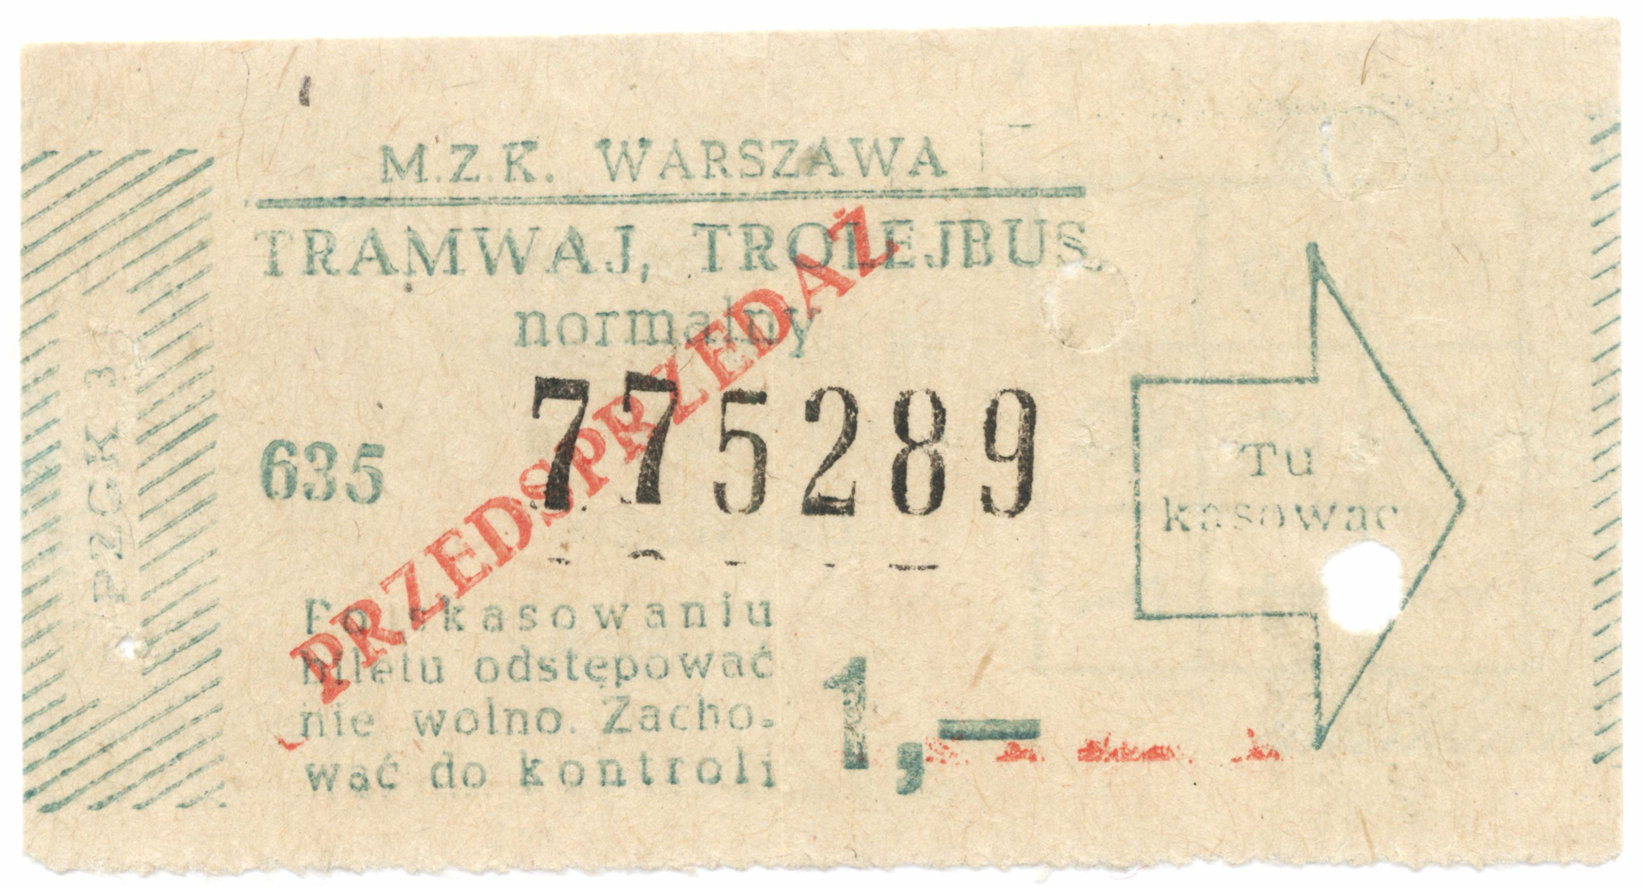 M.Z.K. WARSZAWA
TRAMWAJ, TROLEJBUS
normalny
635
775289
PRZEDSPRZEDAŻ
Tu
kasować
Po skasowaniu
biletu odstępować
nie wolno. Zacho-
wać do kontroli
1,—
PZGK 3